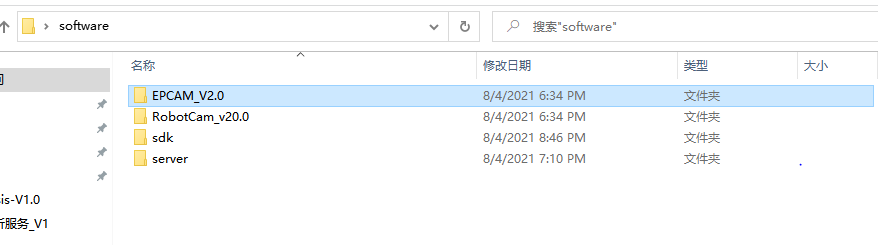 software
搜索"software"
名称 修改日期 类型 大小
EPCAM_V2.0 8/4/2021 6:34 PM 文件夹
RobotCam_v20.0 8/4/2021 6:34 PM 文件夹
sdk 8/4/2021 8:46 PM 文件夹
server 8/4/2021 7:10 PM 文件夹
sis-V1.0
析服务_V1